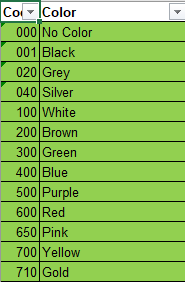 Co Color
000 No Color
001 Black
020 Grey
040 Silver
100 White
200 Brown
300 Green
400 Blue
500 Purple
600 Red
650 Pink
700 Yellow
710 Gold